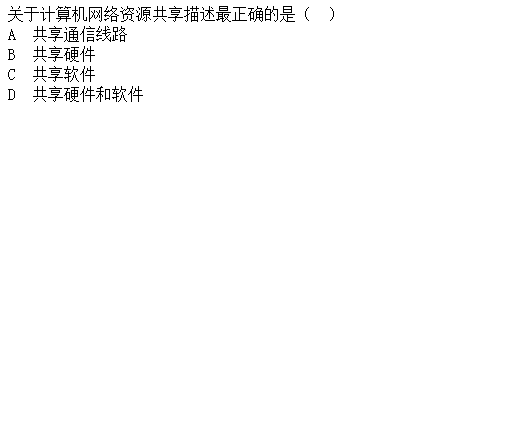 关于计算机网络资源共享描述最正确的是（  ）
A  共享通信线路
B  共享硬件
C  共享软件
D  共享硬件和软件